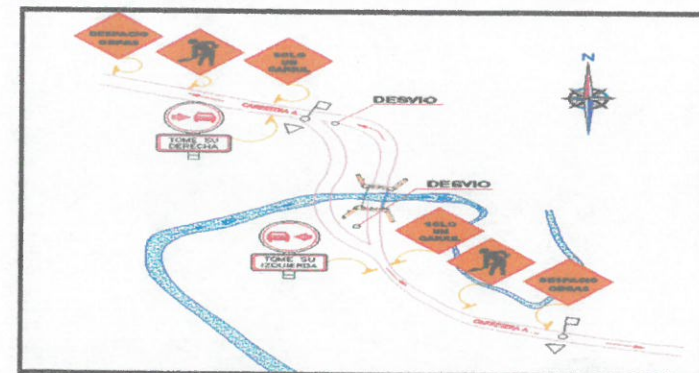 DESPACIO
OBRAS
SOLO
UN
CARRIL
N
CARRETERA A
DESVIO
TOME SU
DERECHA
DESVIO
SOLO
UN
CARRIL
TOME SU
IZQUIERDA
DESPACIO
OBRAS
CARRETERA A